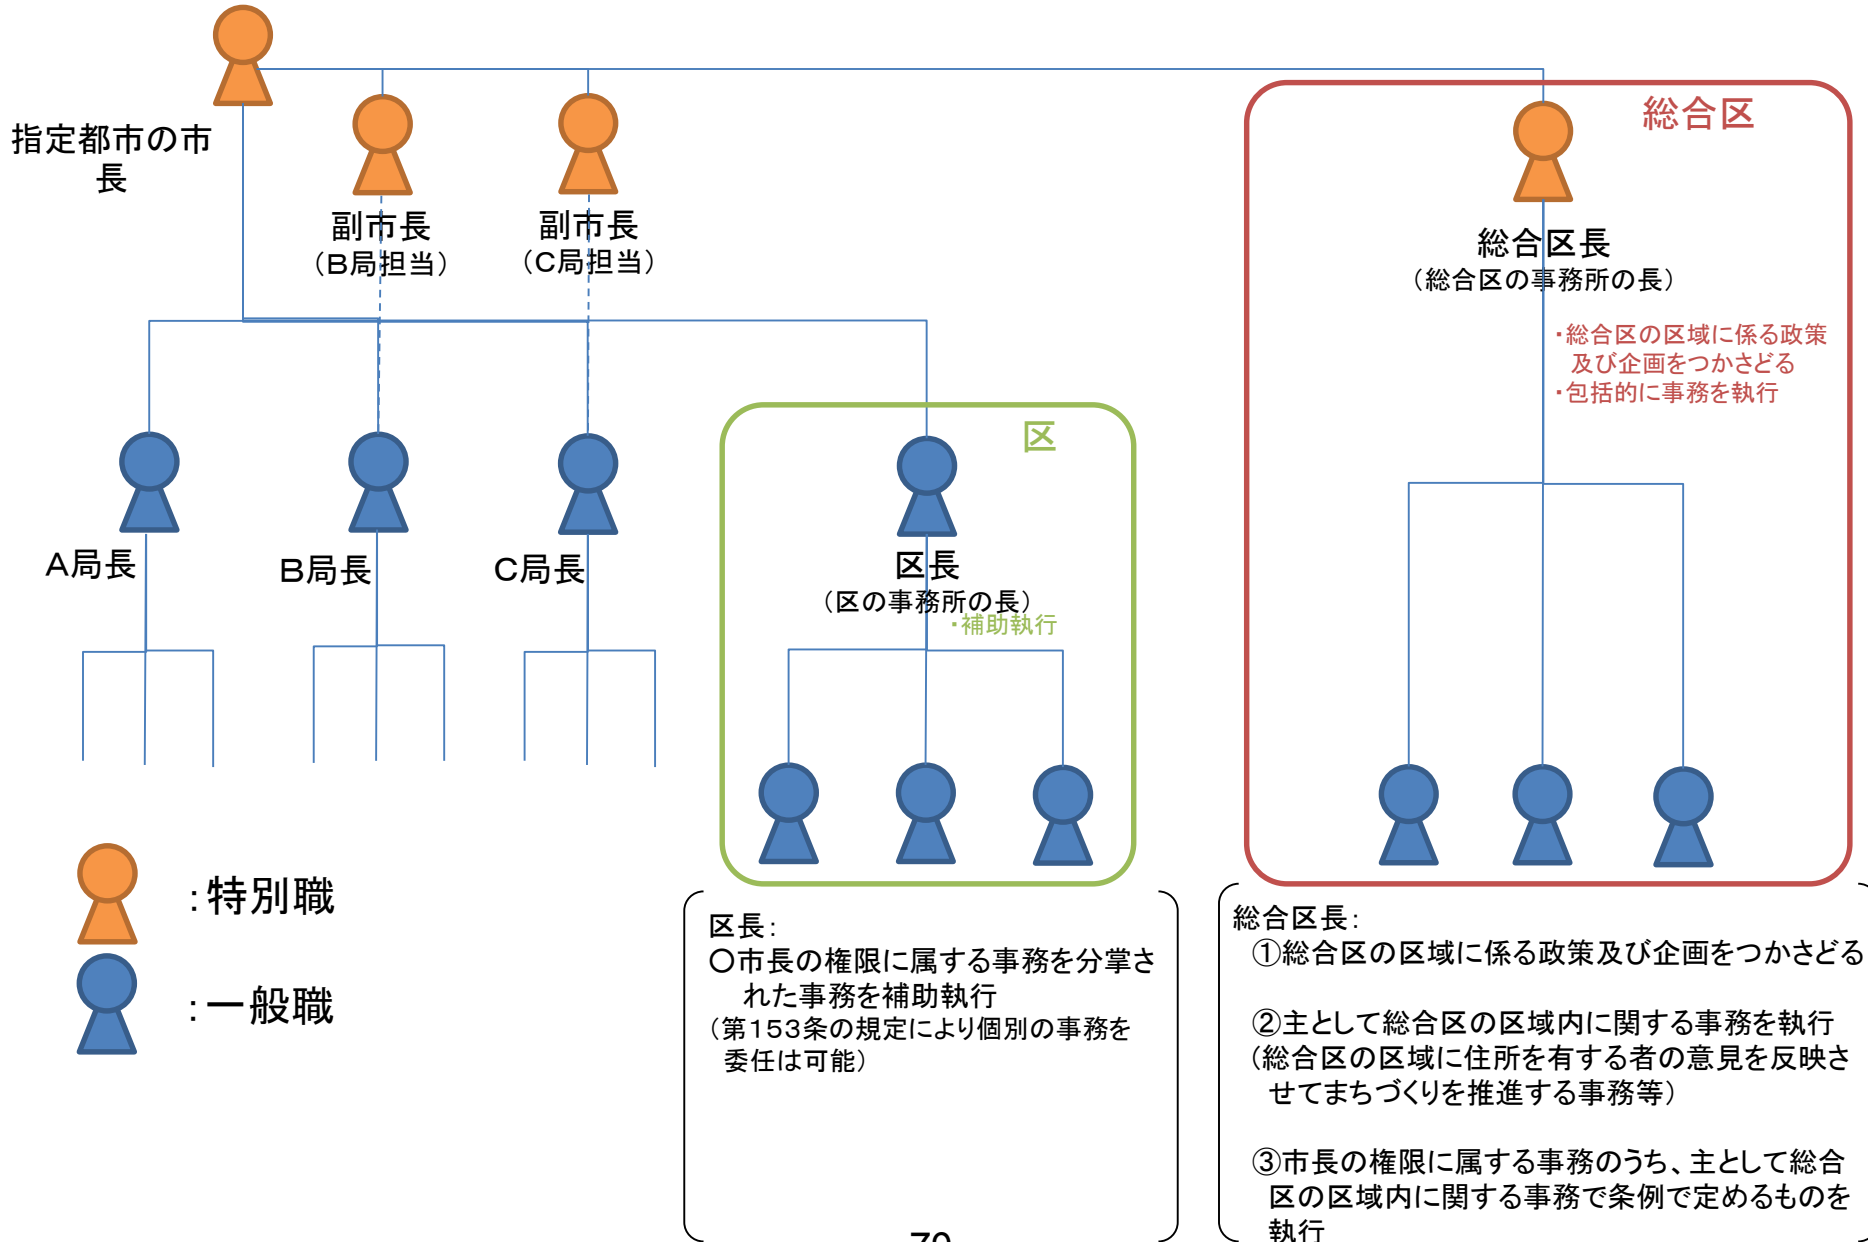 指定都市の市
長
副市長
（B局担当）
副市長
（C局担当）
総合区
総合区長
（総合区の事務所の長）
・総合区の区域に係る政策
及び企画をつかさどる
・包括的に事務を執行
区
A局長
B局長
C局長
区長
（区の事務所の長）
・補助執行
：特別職
：一般職
区長：
○市長の権限に属する事務を分掌さ
れた事務を補助執行
（第153条の規定により個別の事務を
委任は可能）
総合区長：
①総合区の区域に係る政策及び企画をつかさどる
②主として総合区の区域内に関する事務を執行
（総合区の区域に住所を有する者の意見を反映さ
せてまちづくりを推進する事務等）
③市長の権限に属する事務のうち、主として総合
区の区域内に関する事務で条例で定めるものを
執行